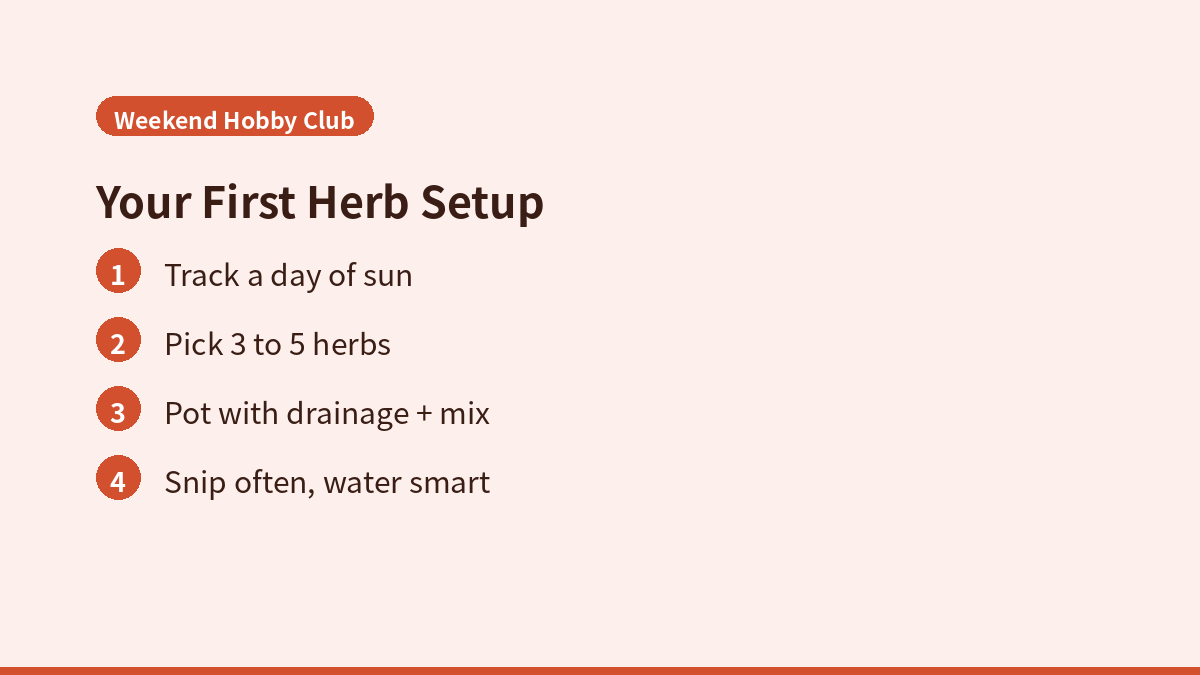 Weekend Hobby Club
Your First Herb Setup
1 Track a day of sun
2 Pick 3 to 5 herbs
3 Pot with drainage + mix
4 Snip often, water smart